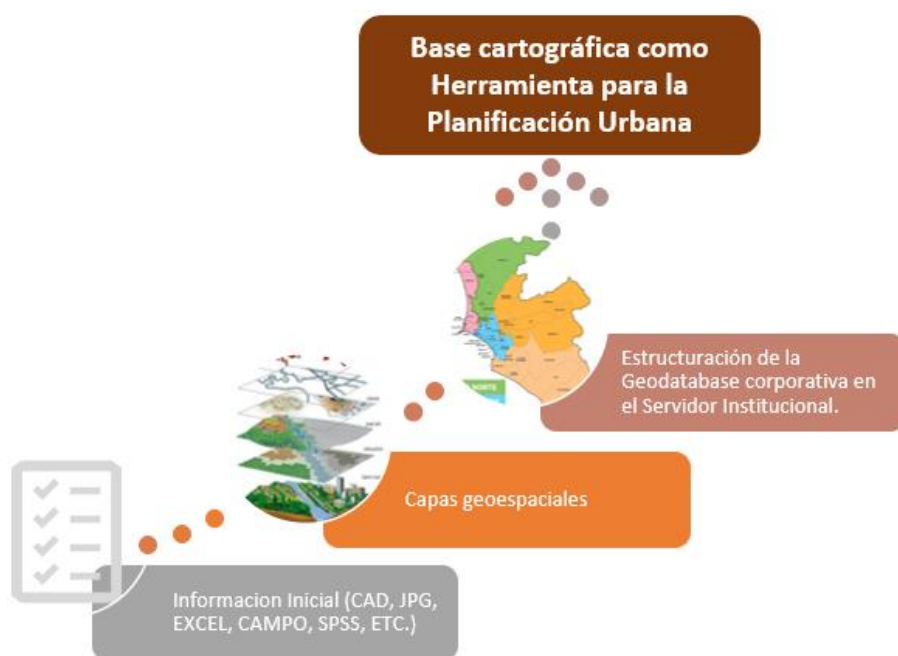 Base cartográfica como
Herramienta para la
Planificación Urbana
NORTE
Estructuración de la
Geodatabase corporativa en
el Servidor Institucional.
Capas geoespaciales
Informacion Inicial (CAD, JPG,
EXCEL, CAMPO, SPSS, ETC.)